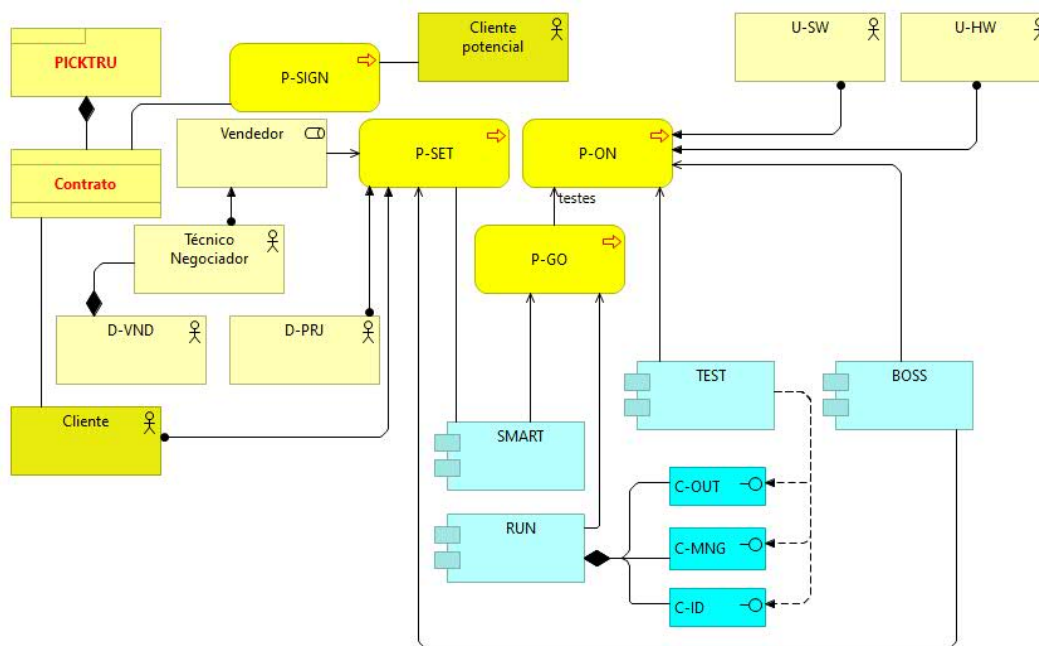 PICKTRU
P-SIGN
Cliente
potencial
U-SW
U-HW
Vendedor
P-SET
P-ON
Contrato
testes
Técnico
Negociador
P-GO
D-VND
D-PRJ
TEST
BOSS
Cliente
SMART
C-OUT
RUN
C-MNG
C-ID